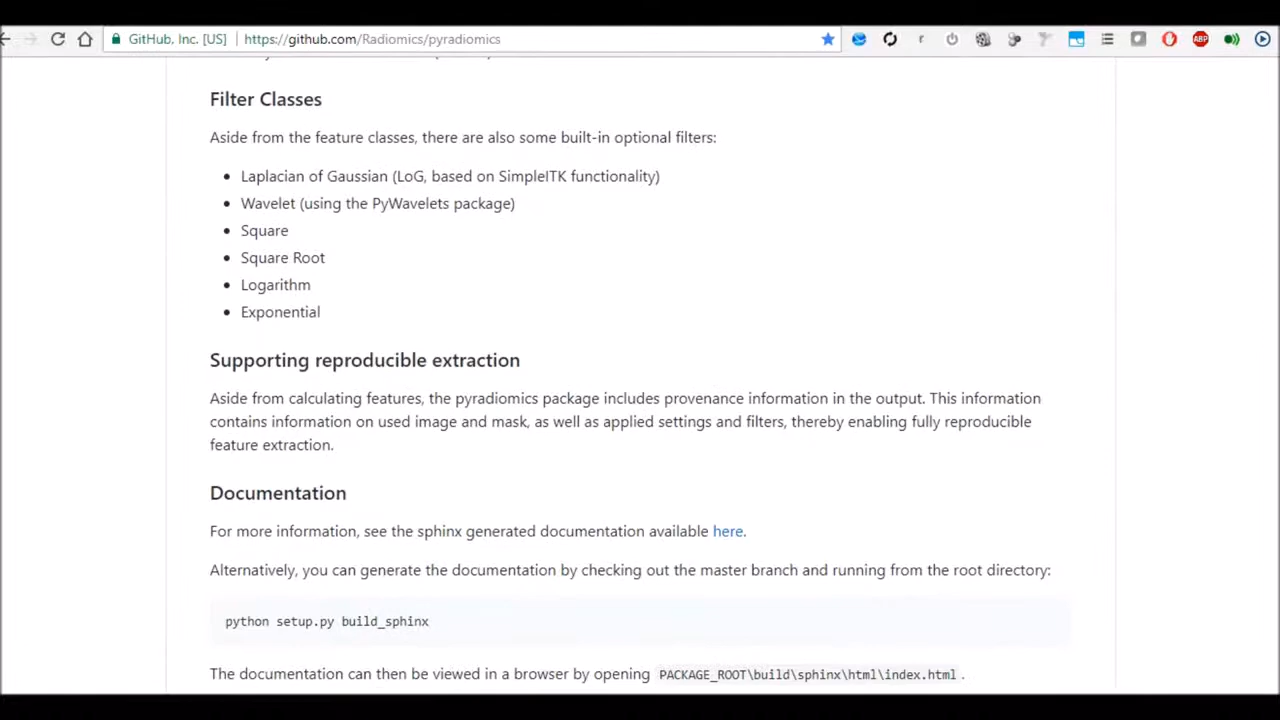 GitHub, Inc. [US] https://github.com/Radiomics/pyradiomics
Filter Classes
Aside from the feature classes, there are also some built-in optional filters:
• Laplacian of Gaussian (LoG, based on SimpleITK functionality)
• Wavelet (using the PyWavelets package)
• Square
• Square Root
• Logarithm
• Exponential
Supporting reproducible extraction
Aside from calculating features, the pyradiomics package includes provenance information in the output. This information
contains information on used image and mask, as well as applied settings and filters, thereby enabling fully reproducible
feature extraction.
Documentation
For more information, see the sphinx generated documentation available here.
Alternatively, you can generate the documentation by checking out the master branch and running from the root directory:
python setup.py build_sphinx
The documentation can then be viewed in a browser by opening PACKAGE_ROOT\build\sphinx\html\index.html .